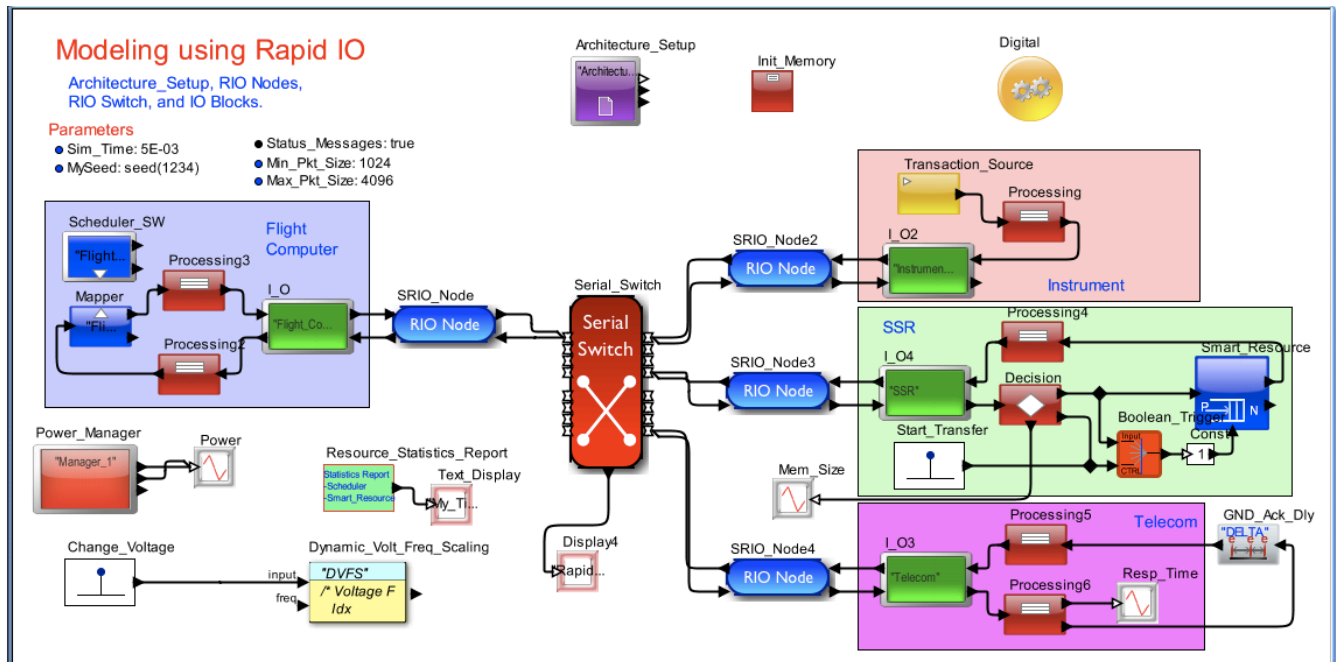 Modeling using Rapid IO
Architecture_Setup, RIO Nodes,
RIO Switch, and IO Blocks.
Parameters
Sim_Time: 5E-03
MySeed: seed(1234)
Status_Messages: true
Min_Pkt_Size: 1024
Max_Pkt_Size: 4096
Architecture_Setup
"Architectu...
Init_Memory
Digital
Scheduler_SW
"Flight...
Flight
Computer
Processing3
Mapper
"Fli...
I_O
"Flight_Co...
Processing2
SRIO_Node
RIO Node
Serial_Switch
Serial
Switch
SRIO_Node2
RIO Node
SRIO_Node3
RIO Node
SRIO_Node4
RIO Node
Transaction_Source
Processing
I_O2
"Instrumen...
Instrument
SSR
Processing4
I_O4
"SSR"
Decision
Smart_Resource
P
N
Boolean_Trigger
Input
CTRL
Const
1
Start_Transfer
Mem_Size
Telecom
Processing5
I_O3
"Telecom"
Processing6
Resp_Time
GND_Ack_Dly
"DELTA"
e e e
Power_Manager
"Manager_1"
Power
Resource_Statistics_Report
Statistics Report
-Scheduler
-Smart_Resource
Text_Display
My_Ti...
Display4
Rapid...
Change_Voltage
Dynamic_Volt_Freq_Scaling
input
freq
"DVFS"
/* Voltage F
Idx